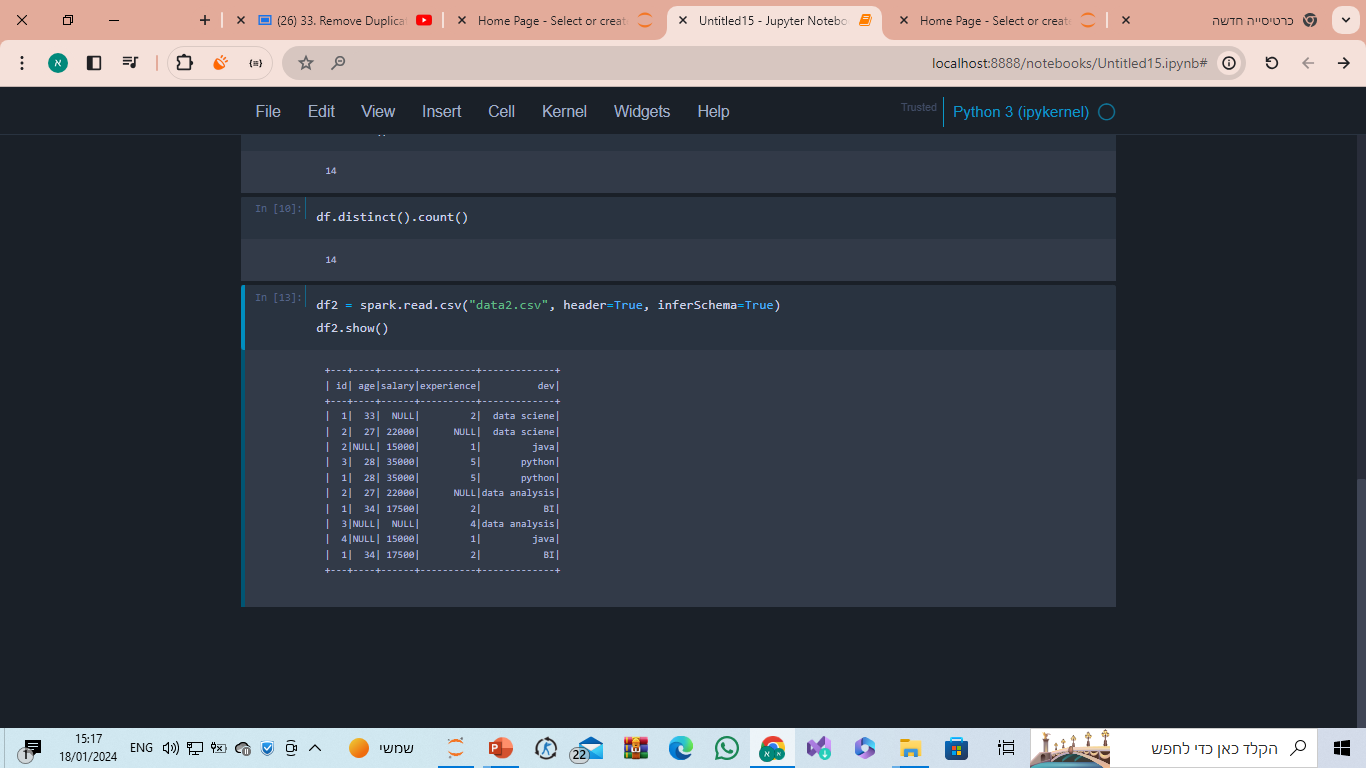 (26) 33. Remove Duplica
Home Page - Select or create
Untitled15 - Jupyter Notebo
Home Page - Select or create
כרטיסייה חדשה
א
localhost:8888/notebooks/Untitled15.ipynb#
File Edit View Insert Cell Kernel Widgets Help
Trusted
Python 3 (ipykernel)
14
In [10]:
df.distinct().count()
14
In [13]:
df2 = spark.read.csv("data2.csv", header=True, inferSchema=True)
df2.show()
+---+----+------+----------+-------------+
| id| age|salary|experience|          dev|
+---+----+------+----------+-------------+
|  1|  33|  NULL|         2|  data sciene|
|  2|  27| 22000|      NULL|  data sciene|
|  2|NULL| 15000|         1|         java|
|  3|  28| 35000|         5|       python|
|  1|  28| 35000|         5|       python|
|  2|  27| 22000|      NULL|data analysis|
|  1|  34| 17500|         2|           BI|
|  3|NULL|  NULL|         4|data analysis|
|  4|NULL| 15000|         1|         java|
|  1|  34| 17500|         2|           BI|
+---+----+------+----------+-------------+
1
15:17
18/01/2024
ENG
שמשי
22
א א
הקלד כאן כדי לחפש